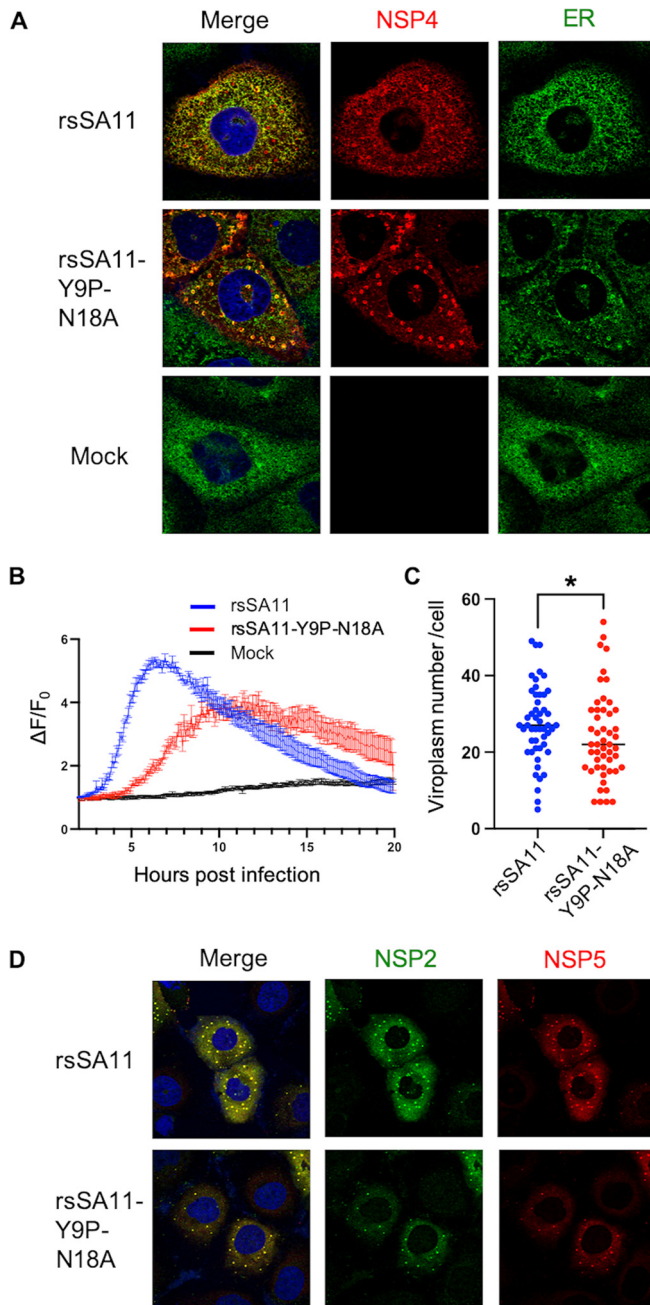 A
Merge NSP4 ER
rsSA11
rsSA11-
Y9P-
N18A
Mock
B
rsSA11
rsSA11-Y9P-N18A
Mock
ΔF/F0
6
4
2
0
5 10 15 20
Hours post infection
C
*
Viroplasm number /cell
60
40
20
0
rsSA11
rsSA11-
Y9P-N18A
D
Merge NSP2 NSP5
rsSA11
rsSA11-
Y9P-
N18A